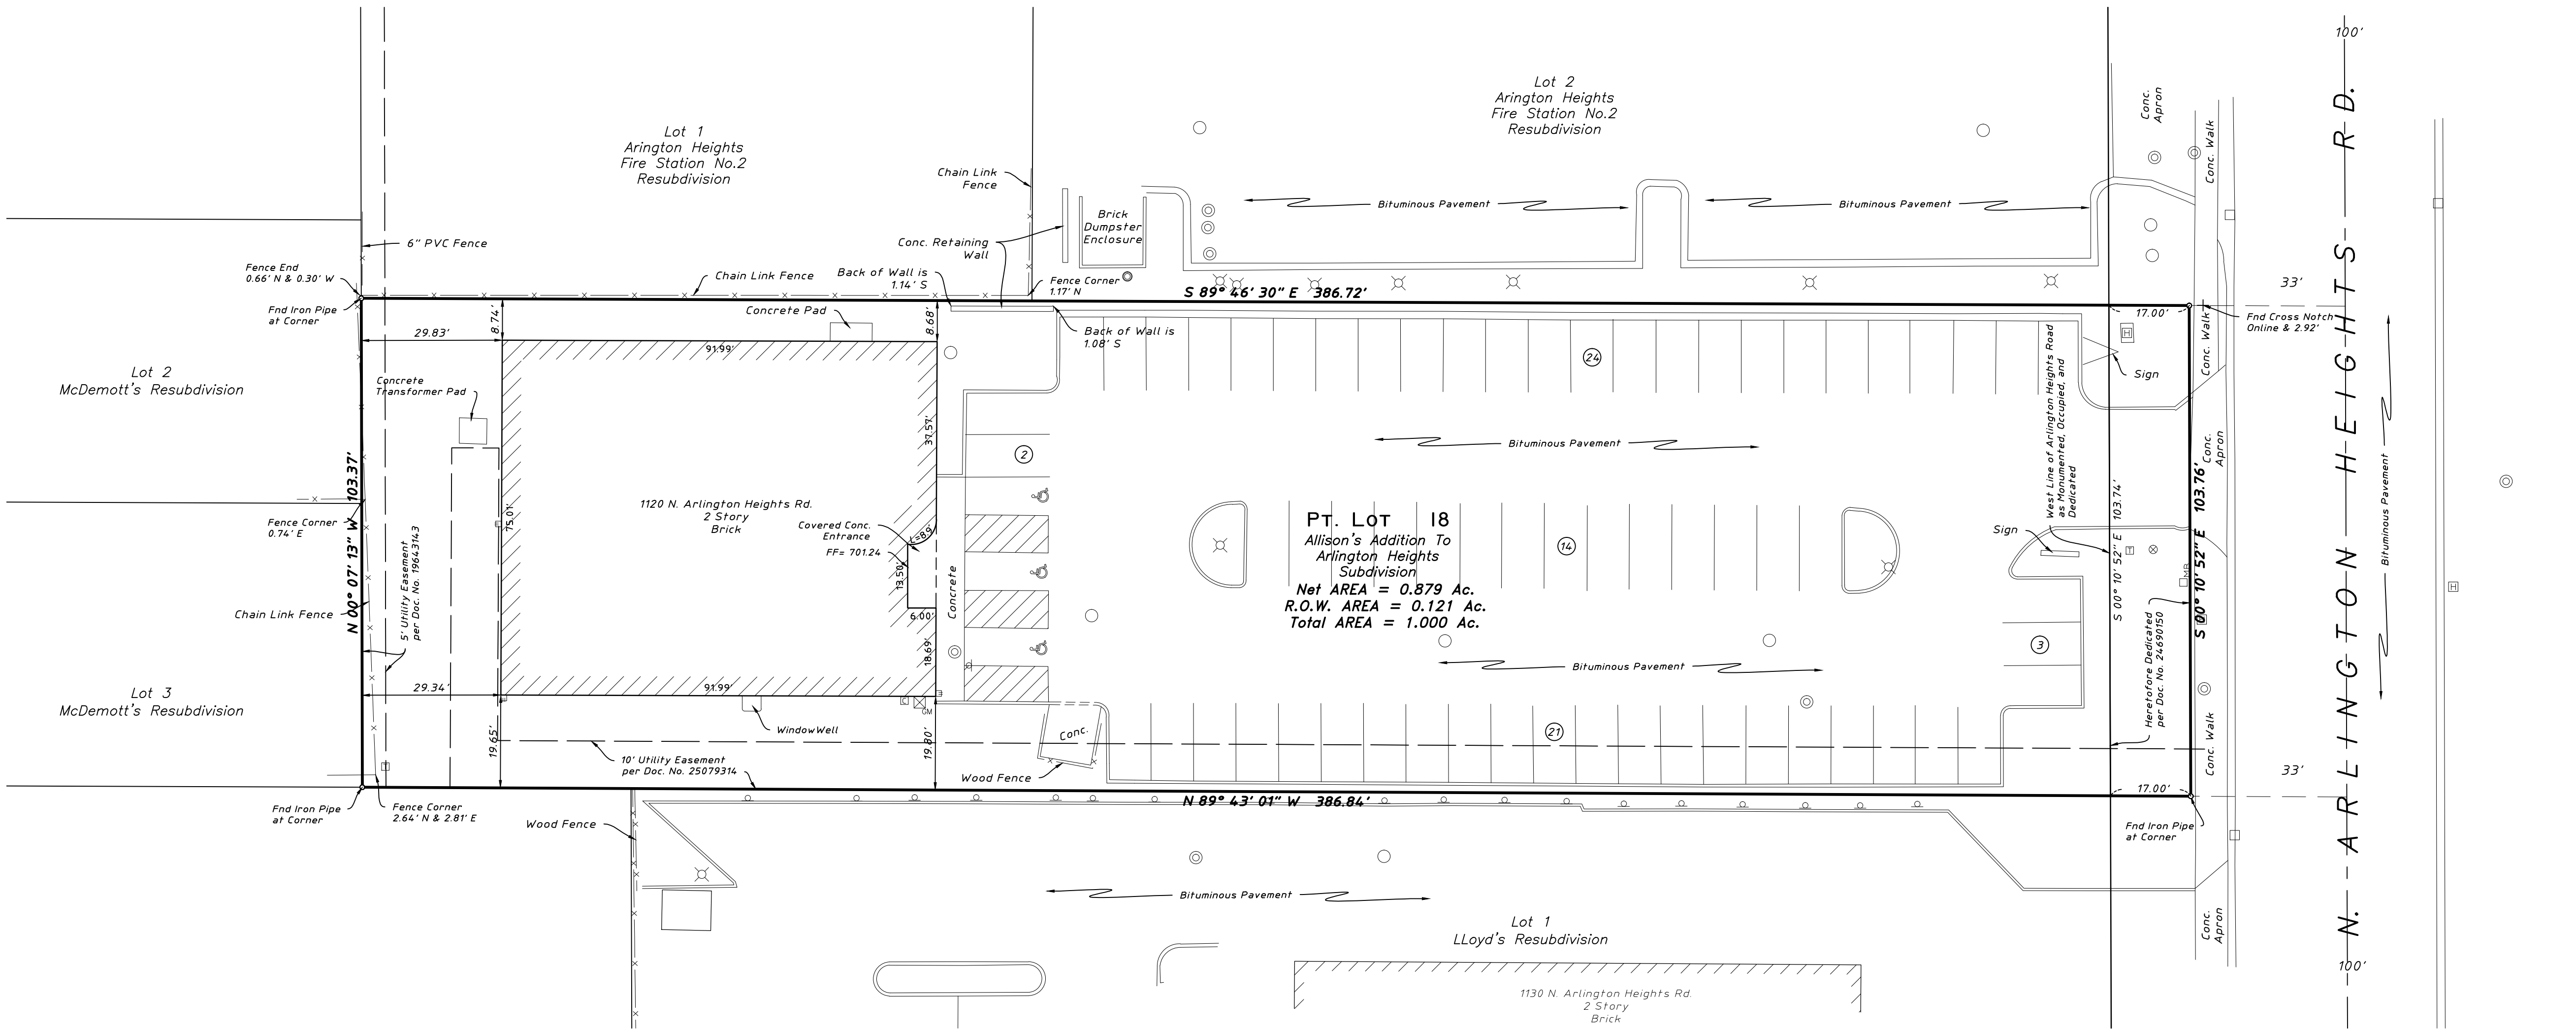 100'
Lot 2
Arington Heights
Fire Station No.2
Resubdivision
Conc.
Apron
Conc. Walk
Lot 1
Arington Heights
Fire Station No.2
Resubdivision
Chain Link
Fence
Brick
Dumpster
Enclosure
Bituminous Pavement
Bituminous Pavement
6" PVC Fence
Conc. Retaining
Wall
Fence End
0.66' N & 0.30' W
Chain Link Fence
Back of Wall is
1.14' S
Fence Corner
1.17' N
S 89° 46' 30" E 386.72'
33'
Fnd Iron Pipe
at Corner
Concrete Pad
17.00'
Fnd Cross Notch
Online & 2.92'
29.83'
8.74'
8.68'
91.99'
Back of Wall is
1.08' S
24
Sign
Conc. Walk
Lot 2
McDemott's Resubdivision
Concrete
Transformer Pad
West Line of Arlington Heights Road
as Monumented, Occupied, and
Dedicated
37.57'
Bituminous Pavement
2
Conc.
Apron
N 00° 07' 13" W 103.37'
75.01'
1120 N. Arlington Heights Rd.
2 Story
Brick
Covered Conc.
Entrance
FF= 701.24
L=8.9'
13.50'
6.00'
18.69'
Concrete
Pt. Lot 18
Allison's Addition To
Arlington Heights
Subdivision
Net AREA = 0.879 Ac.
R.O.W. AREA = 0.121 Ac.
Total AREA = 1.000 Ac.
14
Sign
S 00° 10' 52" E 103.74'
S 00° 10' 52" E 103.76'
H
T
MB
H
Fence Corner
0.74' E
5' Utility Easement
per Doc. No. 19643143
Chain Link Fence
N. ARLINGTON HEIGHTS RD.
Bituminous Pavement
3
Bituminous Pavement
Heretofore Dedicated
per Doc. No. 24690150
Lot 3
McDemott's Resubdivision
29.34'
91.99'
C
GM
E
WindowWell
19.65'
19.80'
Conc.
21
Conc. Walk
10' Utility Easement
per Doc. No. 25079314
Wood Fence
T
33'
17.00'
N 89° 43' 01" W 386.84'
Fnd Iron Pipe
at Corner
Fence Corner
2.64' N & 2.81' E
Wood Fence
Fnd Iron Pipe
at Corner
Bituminous Pavement
Lot 1
LLoyd's Resubdivision
Conc.
Apron
100'
1130 N. Arlington Heights Rd.
2 Story
Brick